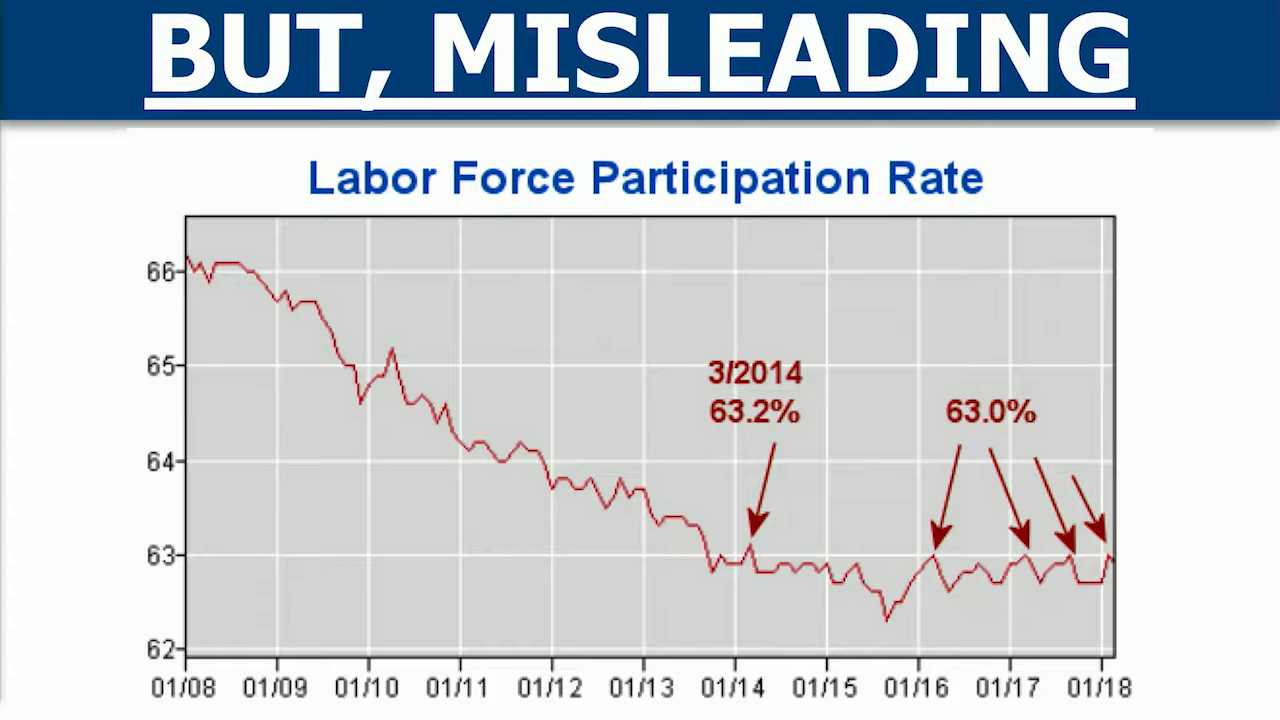 BUT, MISLEADING
Labor Force Participation Rate
66
65
3/2014
63.2%
63.0%
64
63
62
01/08 01/09 01/10 01/11 01/12 01/13 01/14 01/15 01/16 01/17 01/18